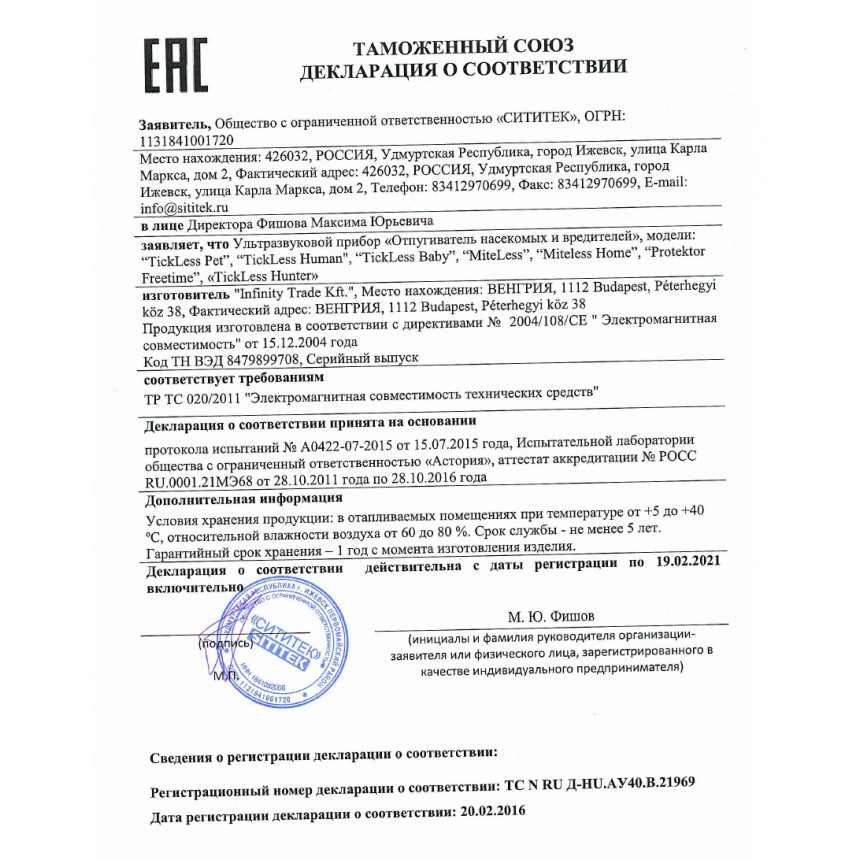 EAC
ТАМОЖЕННЫЙ СОЮЗ
ДЕКЛАРАЦИЯ О СООТВЕТСТВИИ
Заявитель, Общество с ограниченной ответственностью «СИТИТЕК», ОГРН:
1131841001720
Место нахождения: 426032, РОССИЯ, Удмуртская Республика, город Ижевск, улица Карла
Маркса, дом 2, Фактический адрес: 426032, РОССИЯ, Удмуртская Республика, город
Ижевск, улица Карла Маркса, дом 2, Телефон: 83412970699, Факс: 83412970699, E-mail:
info@sititek.ru
в лице Директора Фишова Максима Юрьевича
заявляет, что Ультразвуковой прибор «Отпугиватель насекомых и вредителей», модели:
“TickLess Pet”, “TickLess Human", “TickLess Baby”, “MiteLess”, “Miteless Home”, “Protektor
Freetime”, «TickLess Hunter»
изготовитель "Infinity Trade Kft.", Место нахождения: ВЕНГРИЯ, 1112 Budapest, Péterhegyi
köz 38, Фактический адрес: ВЕНГРИЯ, 1112 Budapest, Péterhegyi köz 38
Продукция изготовлена в соответствии с директивами № 2004/108/CE " Электромагнитная
совместимость" от 15.12.2004 года
Код ТН ВЭД 8479899708, Серийный выпуск
соответствует требованиям
ТР ТС 020/2011 "Электромагнитная совместимость технических средств"
Декларация о соответствии принята на основании
протокола испытаний № А0422-07-2015 от 15.07.2015 года, Испытательной лаборатории
общества с ограниченный ответственностью «Астория», аттестат аккредитации № РОСС
RU.0001.21МЭ68 от 28.10.2011 года по 28.10.2016 года
Дополнительная информация
Условия хранения продукции: в отапливаемых помещениях при температуре от +5 до +40
ºС, относительной влажности воздуха от 60 до 80 %. Срок службы - не менее 5 лет.
Гарантийный срок хранения – 1 год с момента изготовления изделия.
Декларация о соответствии действительна с даты регистрации по 19.02.2021
включительно
УДМУРТСКАЯ РЕСПУБЛИКА г. ИЖЕВСК ПЕРВОМАЙСКИЙ РАЙОН
ОБЩЕСТВО С ОГРАНИЧЕННОЙ ОТВЕТСТВЕННОСТЬЮ
«СИТИТЕК»
SITITEK
ИНН 1841032068
1131841001720
(подпись)
М.П.
М. Ю. Фишов
(инициалы и фамилия руководителя организации-
заявителя или физического лица, зарегистрированного в
качестве индивидуального предпринимателя)
Сведения о регистрации декларации о соответствии:
Регистрационный номер декларации о соответствии: ТС N RU Д-HU.АУ40.В.21969
Дата регистрации декларации о соответствии: 20.02.2016